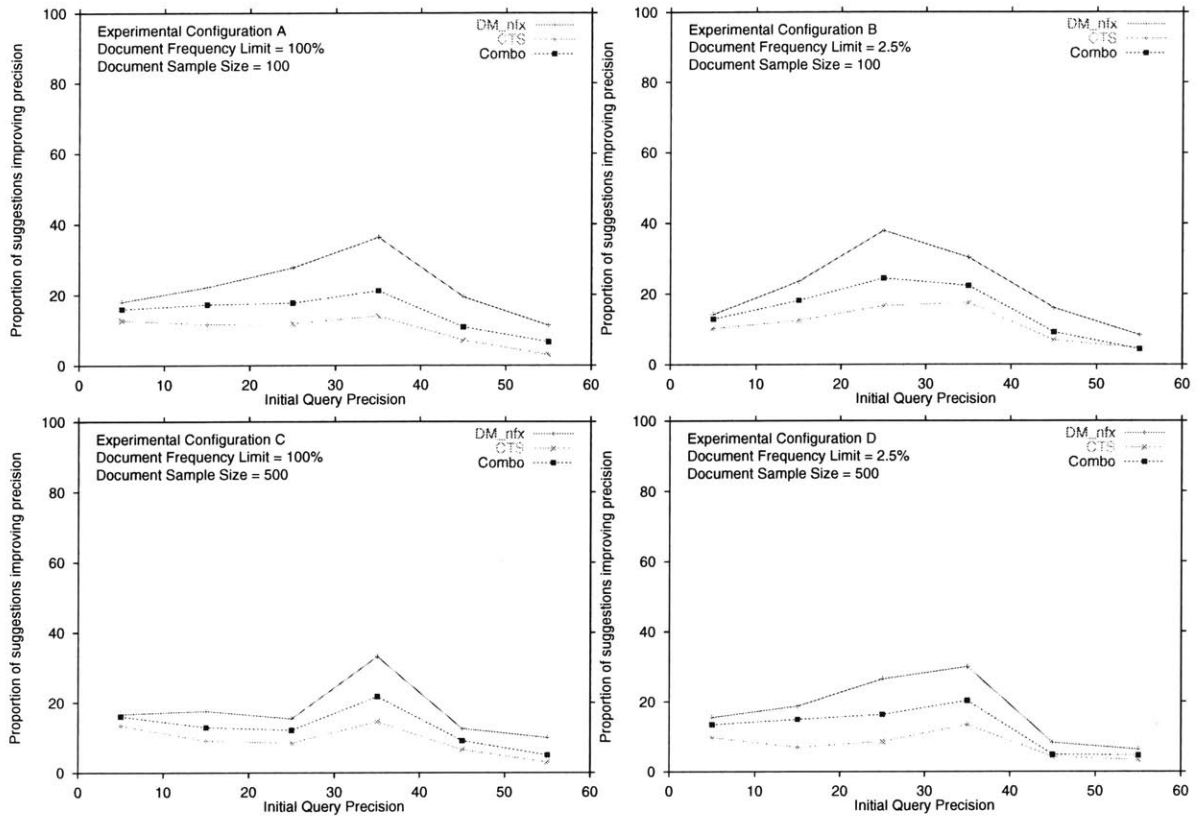 Experimental Configuration A
Document Frequency Limit = 100%
Document Sample Size = 100
DM_nfx
CTS
Combo
Proportion of suggestions improving precision
100
80
60
40
20
0
0 10 20 30 40 50 60
Initial Query Precision
Experimental Configuration B
Document Frequency Limit = 2.5%
Document Sample Size = 100
DM_nfx
CTS
Combo
Proportion of suggestions improving precision
100
80
60
40
20
0
0 10 20 30 40 50 60
Initial Query Precision
Experimental Configuration C
Document Frequency Limit = 100%
Document Sample Size = 500
DM_nfx
CTS
Combo
Proportion of suggestions improving precision
100
80
60
40
20
0
0 10 20 30 40 50 60
Initial Query Precision
Experimental Configuration D
Document Frequency Limit = 2.5%
Document Sample Size = 500
DM_nfx
CTS
Combo
Proportion of suggestions improving precision
100
80
60
40
20
0
0 10 20 30 40 50 60
Initial Query Precision